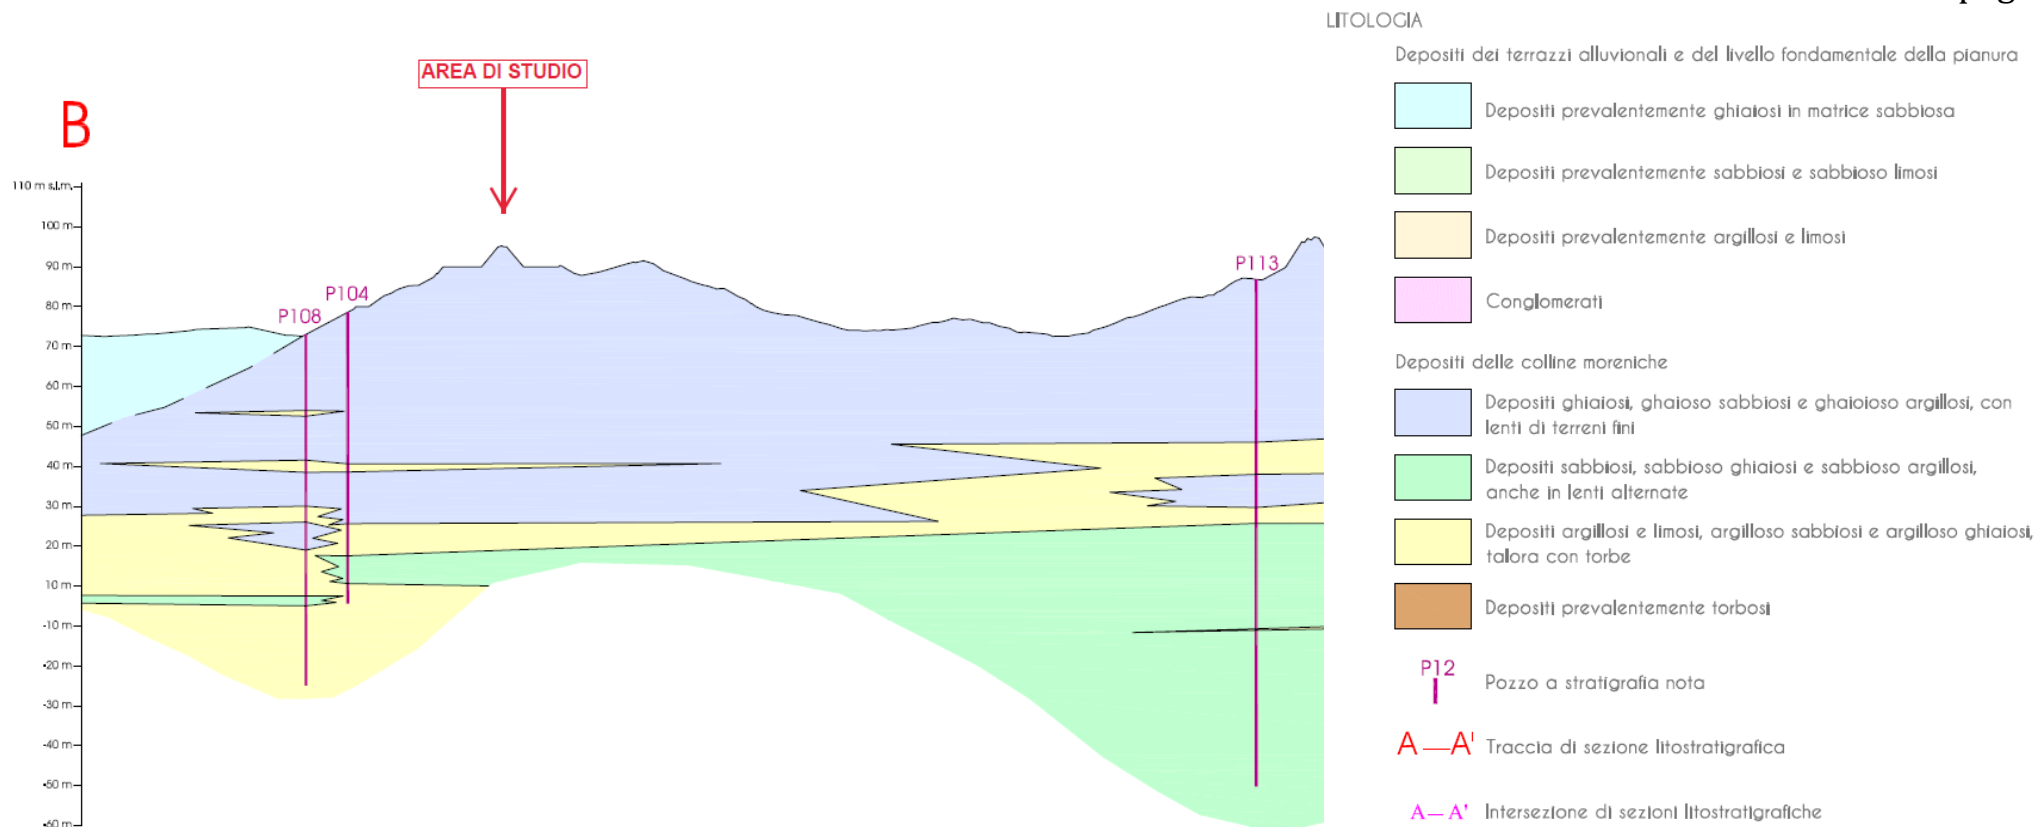 pag
LITOLOGIA
Depositi dei terrazzi alluvionali e del livello fondamentale della pianura
Depositi prevalentemente ghiaiosi in matrice sabbiosa
Depositi prevalentemente sabbiosi e sabbioso limosi
Depositi prevalentemente argillosi e limosi
Conglomerati
Depositi delle colline moreniche
Depositi ghiaiosi, ghaioso sabbiosi e ghaioioso argillosi, con
lenti di terreni fini
Depositi sabbiosi, sabbioso ghaiosi e sabbioso argillosi,
anche in lenti alternate
Depositi argillosi e limosi, argilloso sabbiosi e argilloso ghaiosi,
talora con torbe
Depositi prevalentemente torbosi
P12
Pozzo a stratigrafia nota
A—A' Traccia di sezione litostratigrafica
A—A' Intersezione di sezioni litostratigrafiche
AREA DI STUDIO
B
110 m s.l.m.
100 m
90 m
80 m
70 m
60 m
50 m
40 m
30 m
20 m
10 m
-10 m
-20 m
-30 m
-40 m
-50 m
-60 m
P108
P104
P113